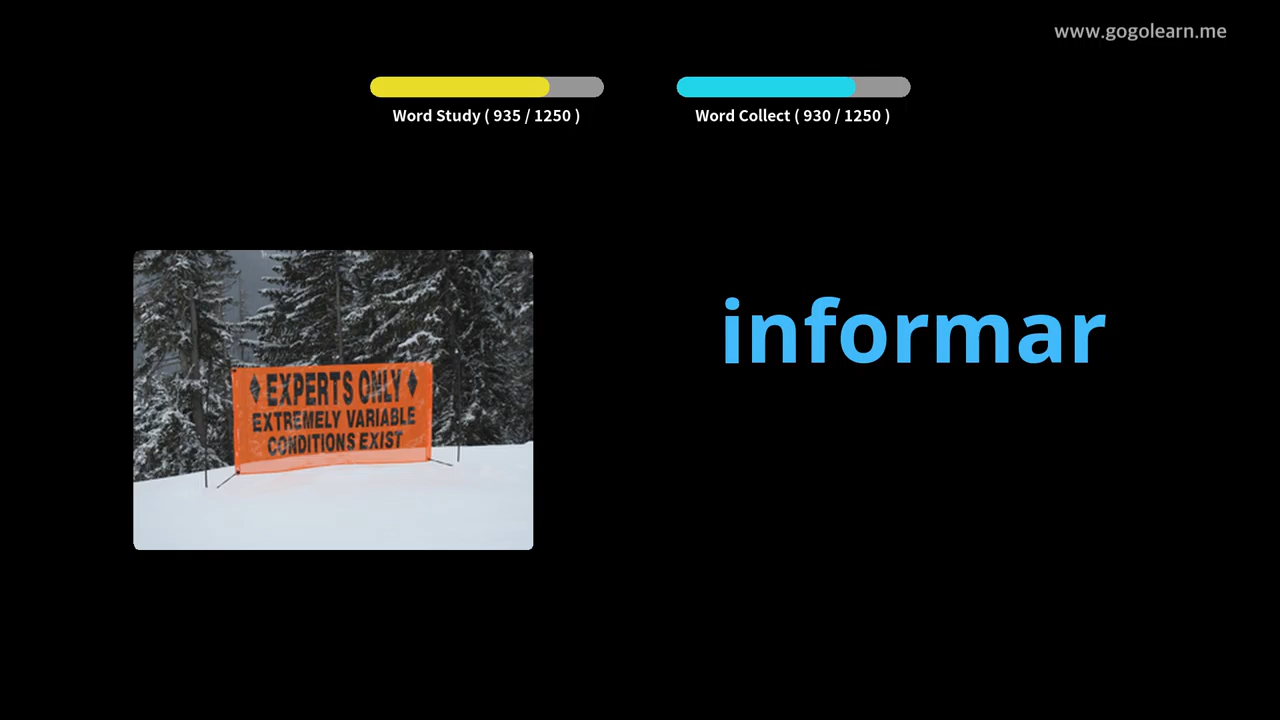 www.gogolearn.me
Word Study ( 935 / 1250 )
Word Collect ( 930 / 1250 )
EXPERTS ONLY
EXTREMELY VARIABLE
CONDITIONS EXIST
informar